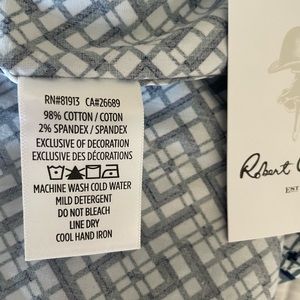 RN#81913 CA#26689
98% COTTON / COTON
2% SPANDEX / SPANDEX
EXCLUSIVE OF DECORATION
EXCLUSIVE DES DÉCORATIONS
MACHINE WASH COLD WATER
MILD DETERGENT
DO NOT BLEACH
LINE DRY
COOL HAND IRON
Robert
EST